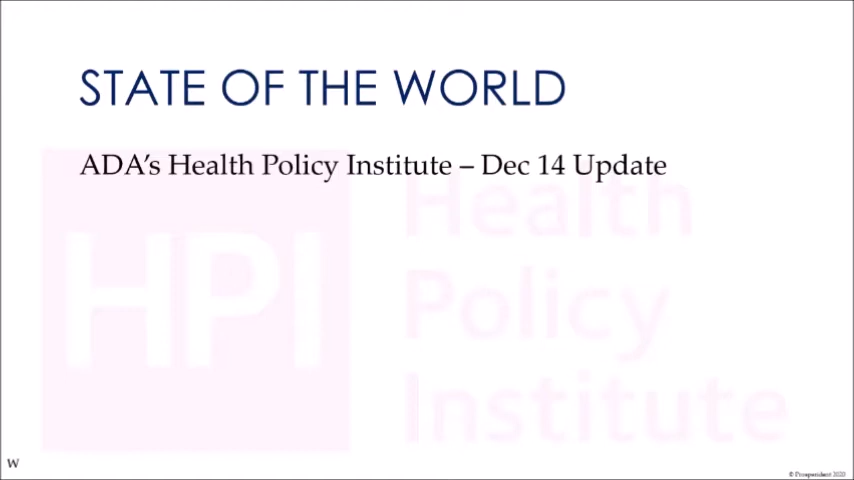 STATE OF THE WORLD
ADA's Health Policy Institute – Dec 14 Update
HPI
Health
Policy
Institute
W
© Prosperident 2020